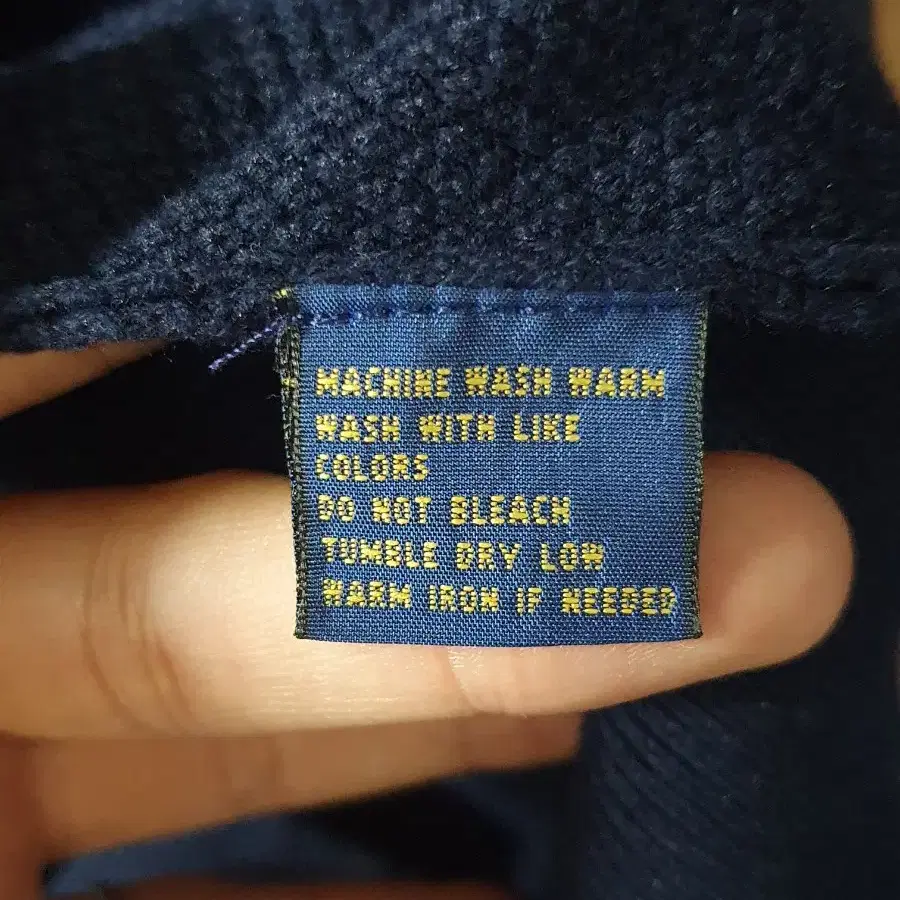 MACHINE WASH WARM
WASH WITH LIKE
COLORS
DO NOT BLEACH
TUMBLE DRY LOW
WARM IRON IF NEEDED